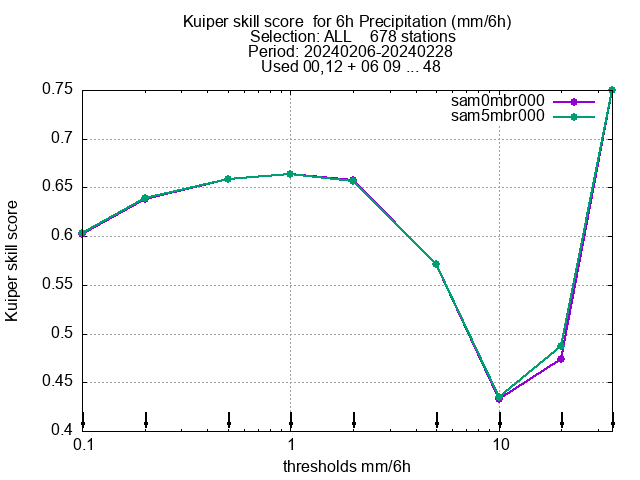 Kuiper skill score  for 6h Precipitation (mm/6h)
Selection: ALL    678 stations
Period: 20240206-20240228
Used 00,12 + 06 09 ... 48
sam0mbr000
sam5mbr000
0.75
0.7
0.65
0.6
0.55
0.5
0.45
0.4
Kuiper skill score
0.1 1 10
thresholds mm/6h